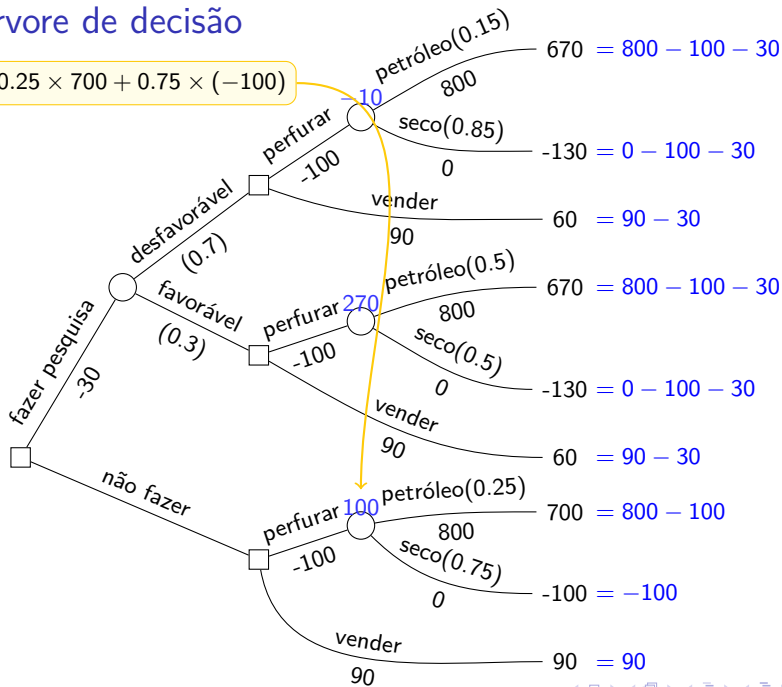 rvore de decisão
0.25 × 700 + 0.75 × (−100)
petróleo(0.15)
800
670 = 800 − 100 − 30
−10
perfurar
-100
seco(0.85)
0
-130 = 0 − 100 − 30
desfavorável
(0.7)
vender
90
60 = 90 − 30
petróleo(0.5)
800
670 = 800 − 100 − 30
favorável
(0.3)
270
perfurar
-100
seco(0.5)
0
-130 = 0 − 100 − 30
fazer pesquisa
-30
vender
90
60 = 90 − 30
não fazer
100
petróleo(0.25)
800
700 = 800 − 100
perfurar
-100
seco(0.75)
0
-100 = −100
vender
90
90 = 90